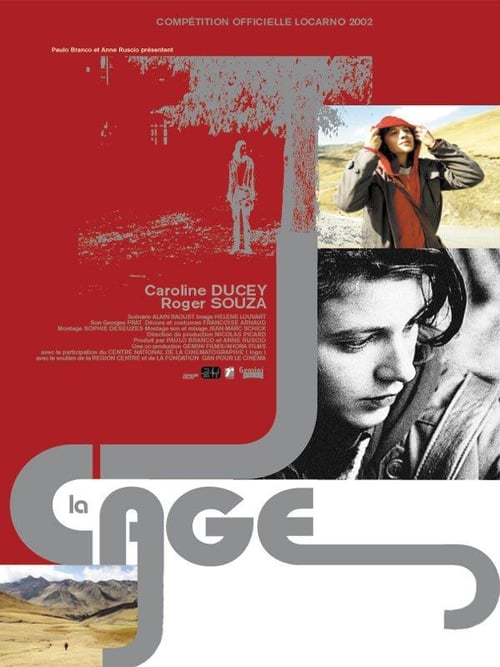 COMPÉTITION OFFICIELLE LOCARNO 2002
Paulo Branco et Anne Ruscio présentent
Caroline DUCEY
Roger SOUZA
Scénario ALAIN RAOUST Image HELENE LOUVART
Son Georges PRAT Décors et costumes FRANCOISE ARNAUD
Montage SOPHIE DESEUZES Montage son et mixage JEAN-MARC SCHICK
Direction de production NICOLAS PICARD
Produit par PAULO BRANCO et ANNE RUSCIO
Une co-production GEMINI FILMS/AHORA FILMS
avec la participation du CENTRE NATIONAL DE LA CINEMATOGRAPHIE ( logo )
avec le soutien de la REGION CENTRE et de la FONDATION GAN POUR LE CINEMA
Gemini
la
CAGE